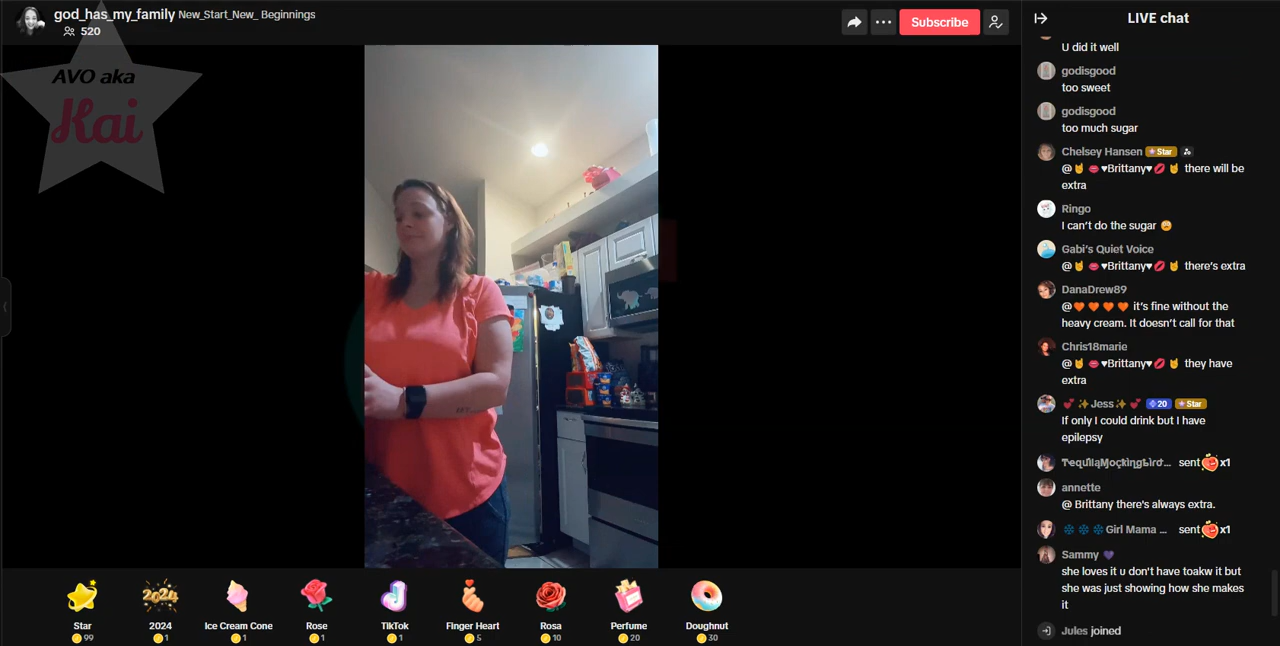 god_has_my_family New_Start_New_ Beginnings
520
Subscribe
AVO aka
Kai
LIVE chat
U did it well
godisgood
too sweet
godisgood
too much sugar
Chelsey Hansen Star
@🤘👄♥Brittany♥💋🤘 there will be
extra
Ringo
I can't do the sugar 😩
Gabi's Quiet Voice
@🤘👄♥Brittany♥💋🤘 there's extra
DanaDrew89
@🧡🧡🧡🧡 it's fine without the
heavy cream. It doesn't call for that
Chris18marie
@🤘👄♥Brittany♥💋🤘 they have
extra
💕✨Jess✨💕 20 Star
If only I could drink but I have
epilepsy
sent x1
annette
@ Brittany there's always extra.
❄❄❄Girl Mama ... sent x1
Sammy 💜
she loves it u don't have toakw it but
she was just showing how she makes
it
Jules joined
2024
Star
99
2024
1
Ice Cream Cone
1
Rose
1
TikTok
1
Finger Heart
5
Rosa
10
Perfume
20
Doughnut
30